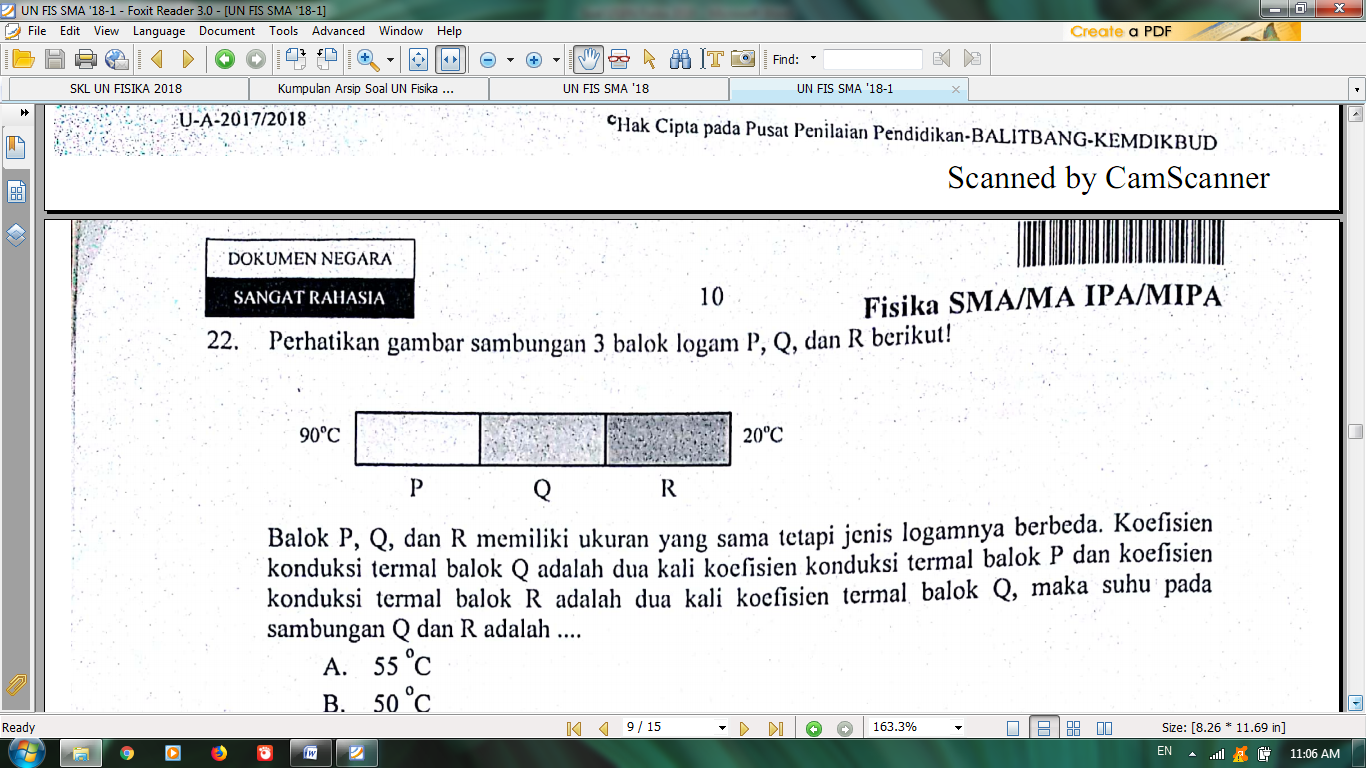 UN FIS SMA '18-1 - Foxit Reader 3.0 - [UN FIS SMA '18-1]
File Edit View Language Document Tools Advanced Window Help
Create a PDF
Find:
SKL UN FISIKA 2018
Kumpulan Arsip Soal UN Fisika ...
UN FIS SMA '18
UN FIS SMA '18-1
U-A-2017/2018
©Hak Cipta pada Pusat Penilaian Pendidikan-BALITBANG-KEMDIKBUD
Scanned by CamScanner
DOKUMEN NEGARA
SANGAT RAHASIA
10
Fisika SMA/MA IPA/MIPA
22. Perhatikan gambar sambungan 3 balok logam P, Q, dan R berikut!
90°C
20°C
P Q R
Balok P, Q, dan R memiliki ukuran yang sama tetapi jenis logamnya berbeda. Koefisien
konduksi termal balok Q adalah dua kali koefisien konduksi termal balok P dan koefisien
konduksi termal balok R adalah dua kali koefisien termal balok Q, maka suhu pada
sambungan Q dan R adalah ....
A. 55 °C
B. 50 °C
Ready
9 / 15
163.3%
Size: [8.26 * 11.69 in]
EN
11:06 AM